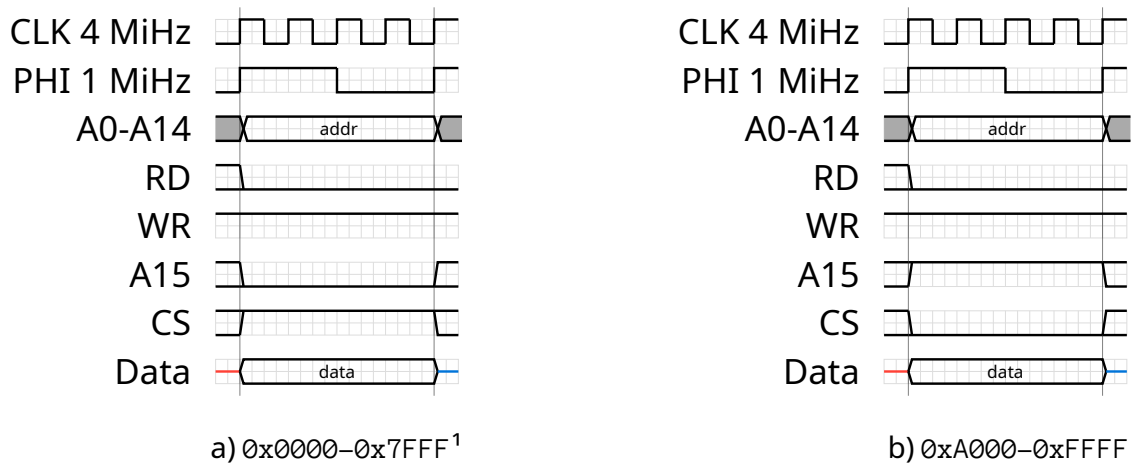 CLK 4 MiHz
PHI 1 MiHz
A0-A14
addr
RD
WR
A15
CS
Data
data
a) 0x0000–0x7FFF¹
CLK 4 MiHz
PHI 1 MiHz
A0-A14
addr
RD
WR
A15
CS
Data
data
b) 0xA000–0xFFFF